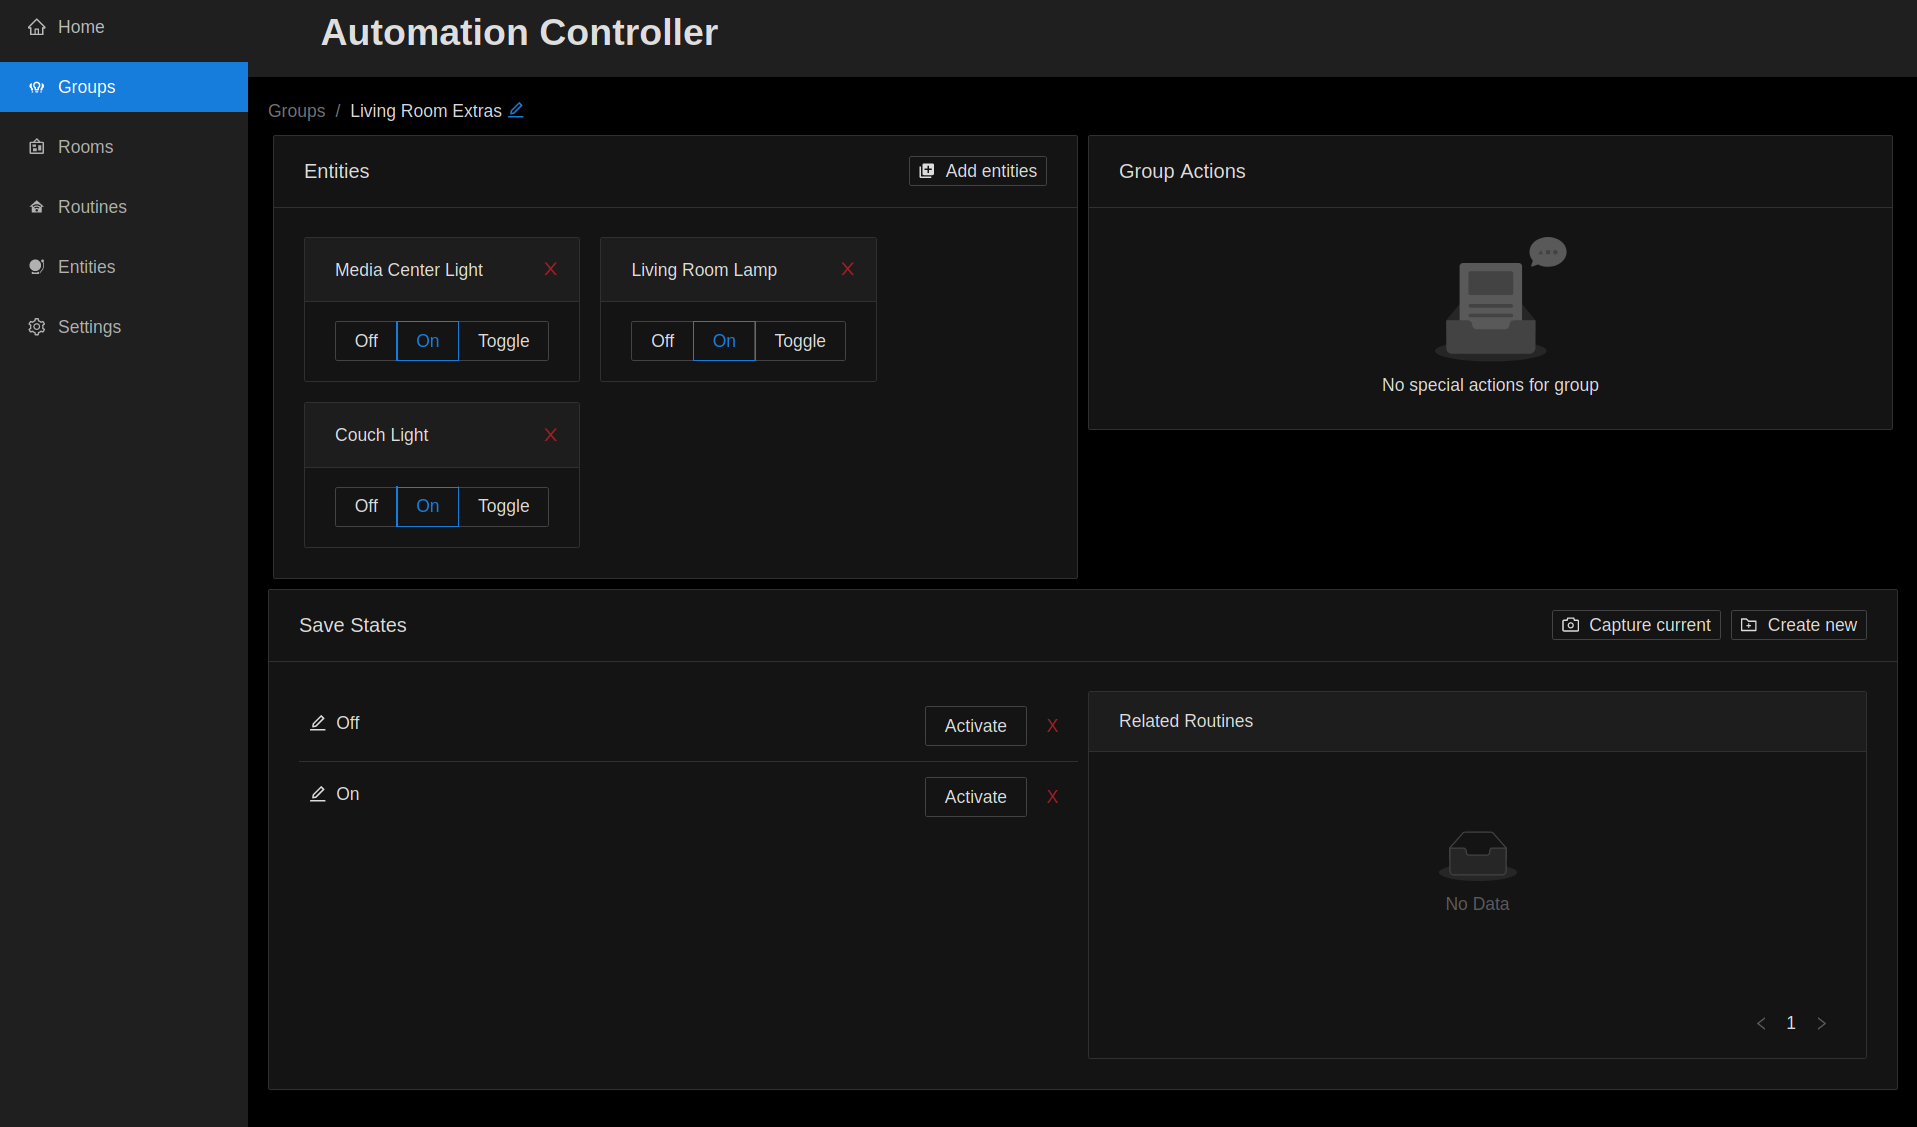 Home
Groups
Rooms
Routines
Entities
Settings
Automation Controller
Groups / Living Room Extras
Entities
Add entities
Media Center Light
Off On Toggle
Living Room Lamp
Off On Toggle
Couch Light
Off On Toggle
Group Actions
No special actions for group
Save States
Capture current
Create new
Off
Activate X
On
Activate X
Related Routines
No Data
< 1 >